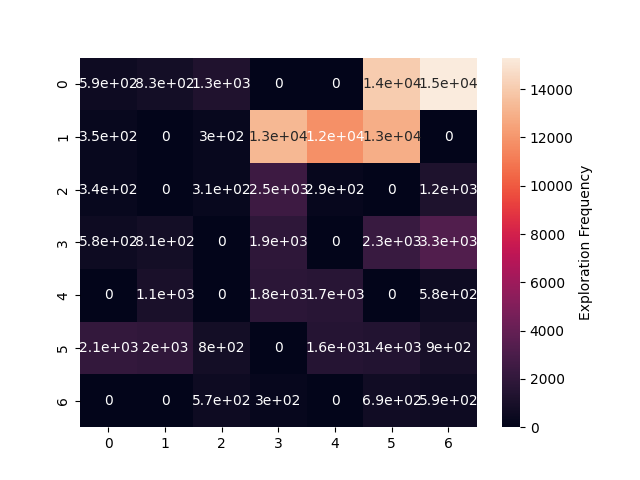 0 5.9e+02 8.3e+02 1.3e+03 0 0 1.4e+04 1.5e+04
1 3.5e+02 0 3e+02 1.3e+04 1.2e+04 1.3e+04 0
2 3.4e+02 0 3.1e+02 2.5e+03 2.9e+02 0 1.2e+03
3 5.8e+02 8.1e+02 0 1.9e+03 0 2.3e+03 3.3e+03
4 0 1.1e+03 0 1.8e+03 1.7e+03 0 5.8e+02
5 2.1e+03 2e+03 8e+02 0 1.6e+03 1.4e+03 9e+02
6 0 0 5.7e+02 3e+02 0 6.9e+02 5.9e+02
0 1 2 3 4 5 6
14000
12000
10000
8000
6000
4000
2000
0
Exploration Frequency